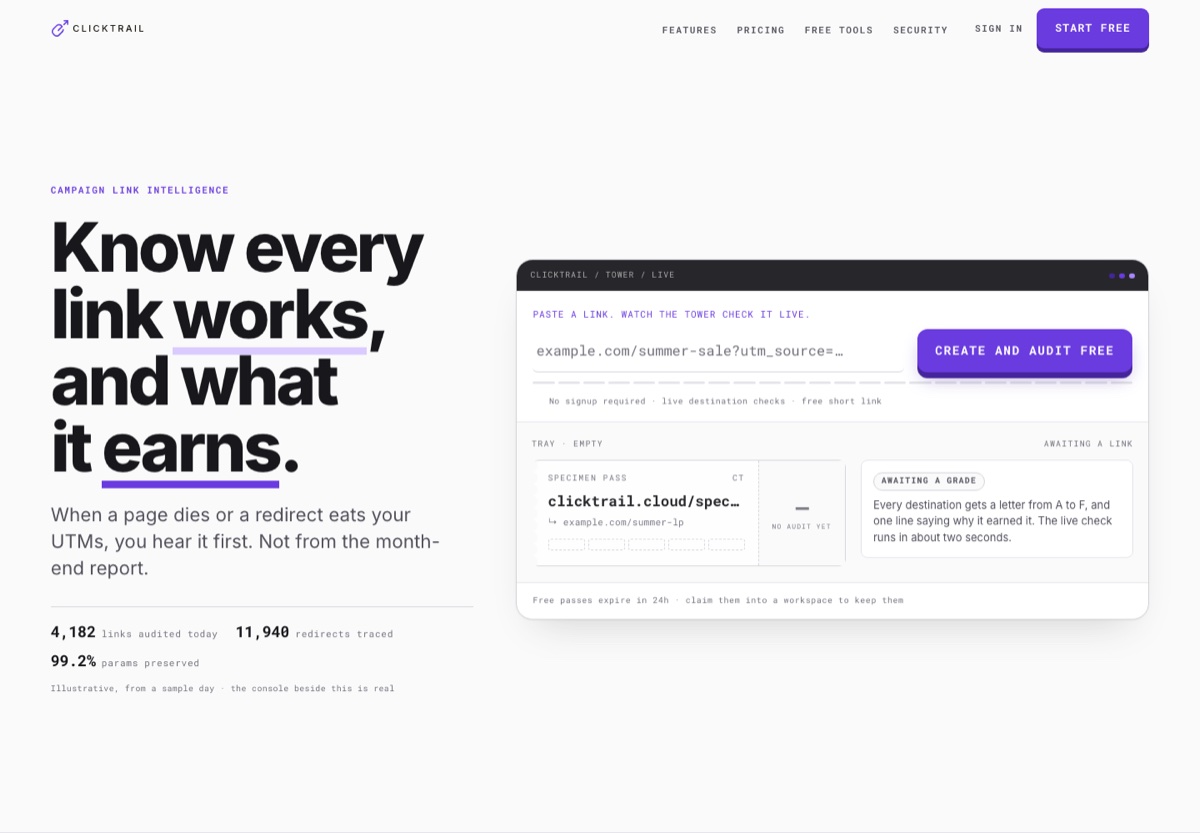 CLICKTRAIL
FEATURES PRICING FREE TOOLS SECURITY SIGN IN START FREE
CAMPAIGN LINK INTELLIGENCE
Know every
link works,
and what
it earns.
When a page dies or a redirect eats your
UTMs, you hear it first. Not from the month-
end report.
4,182 links audited today 11,940 redirects traced
99.2% params preserved
Illustrative, from a sample day · the console beside this is real
CLICKTRAIL / TOWER / LIVE
PASTE A LINK. WATCH THE TOWER CHECK IT LIVE.
example.com/summer-sale?utm_source=…
CREATE AND AUDIT FREE
No signup required · live destination checks · free short link
TRAY · EMPTY
AWAITING A LINK
SPECIMEN PASS CT
clicktrail.cloud/spec…
↳ example.com/summer-lp
—
NO AUDIT YET
AWAITING A GRADE
Every destination gets a letter from A to F, and
one line saying why it earned it. The live check
runs in about two seconds.
Free passes expire in 24h · claim them into a workspace to keep them